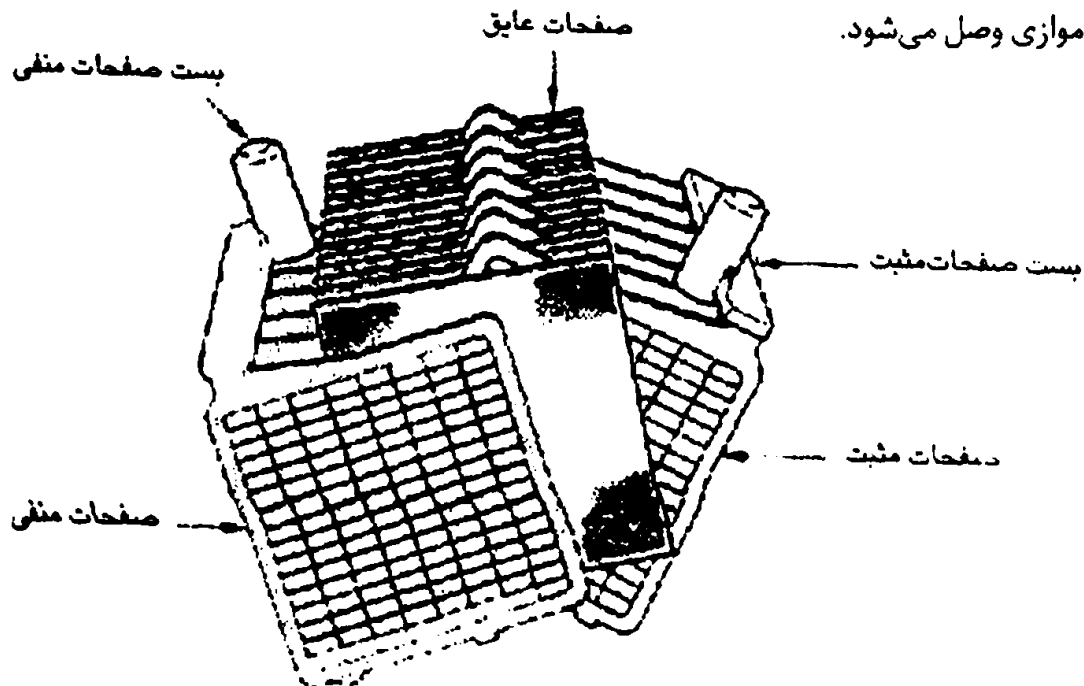 موازی وصل می‌شود.
صفحات عایق
بست صفحات منفی
بست صفحات مثبت
صفحات مثبت
صفحات منفی